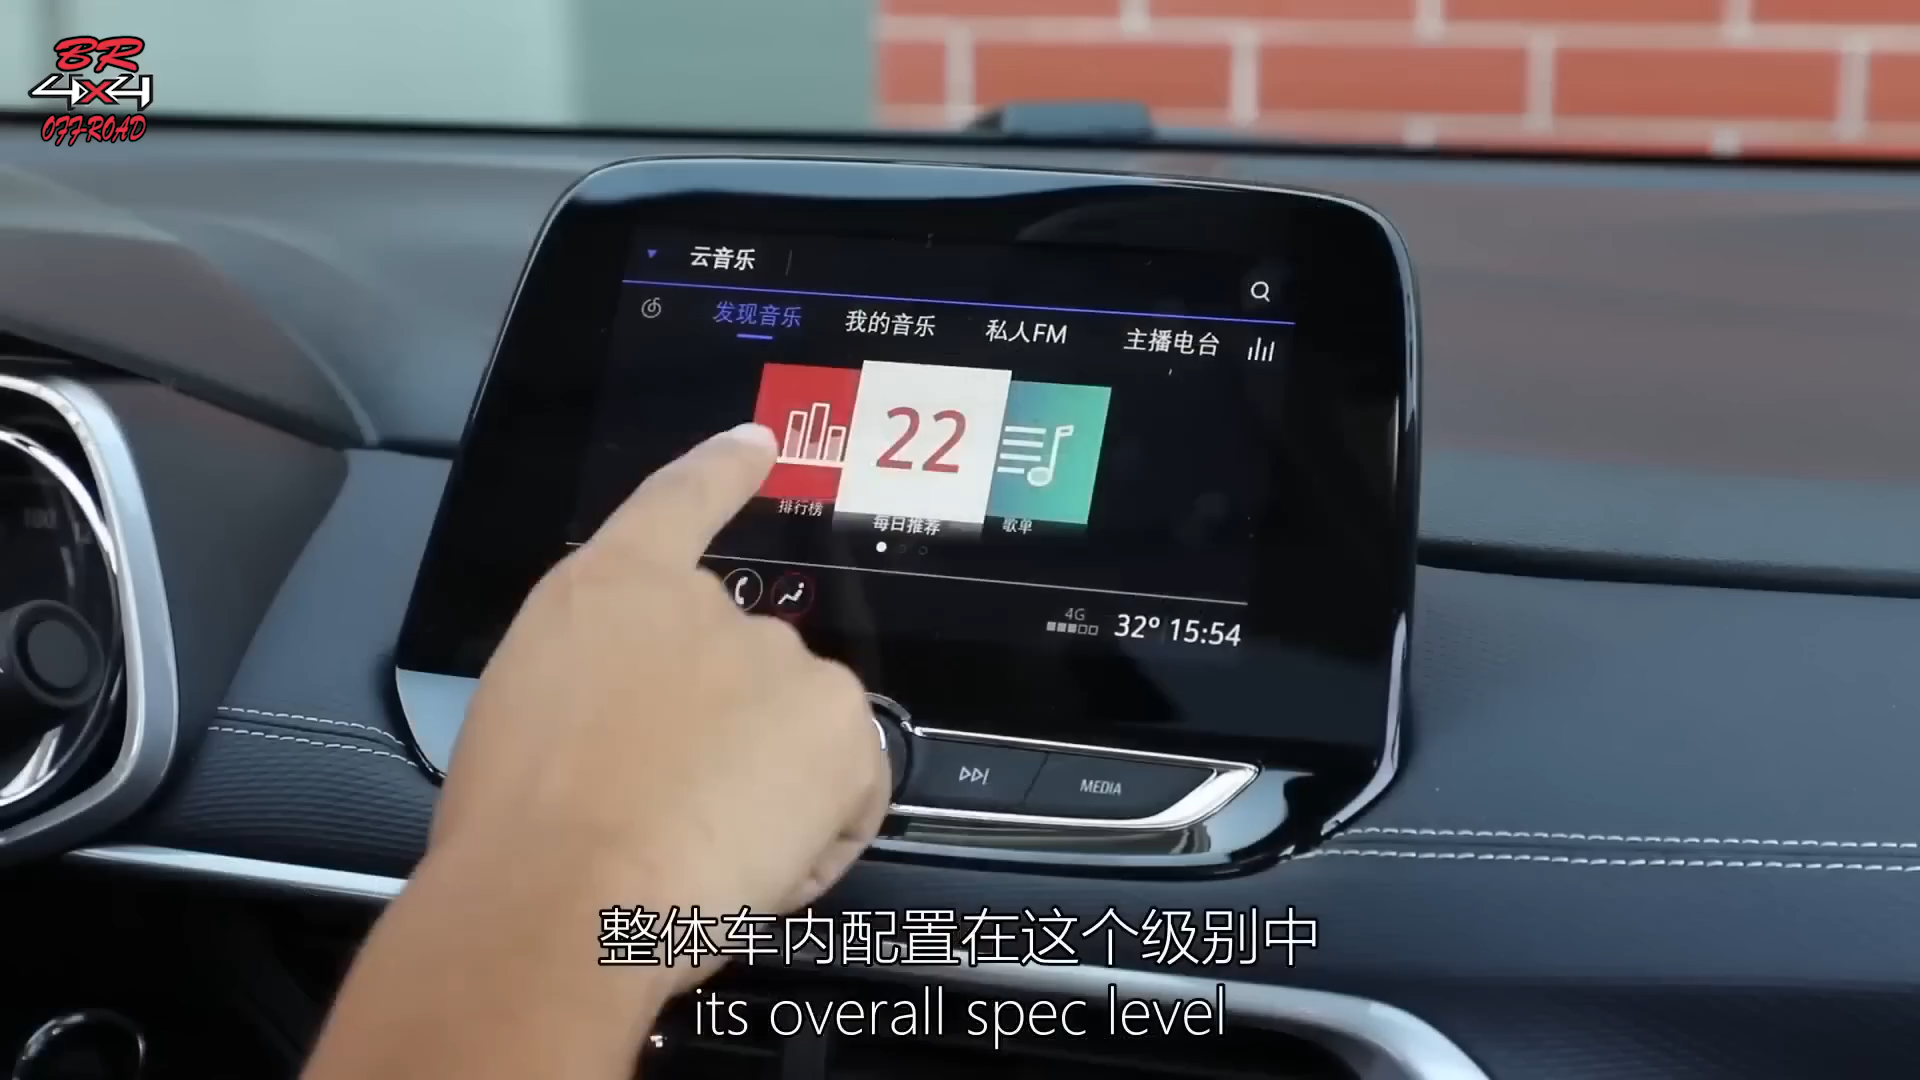 BR
4x4
OFF-ROAD
云音乐
发现音乐 我的音乐 私人FM 主播电台
22
排行榜 每日推荐 歌单
4G
32° 15:54
MEDIA
整体车内配置在这个级别中
its overall spec level